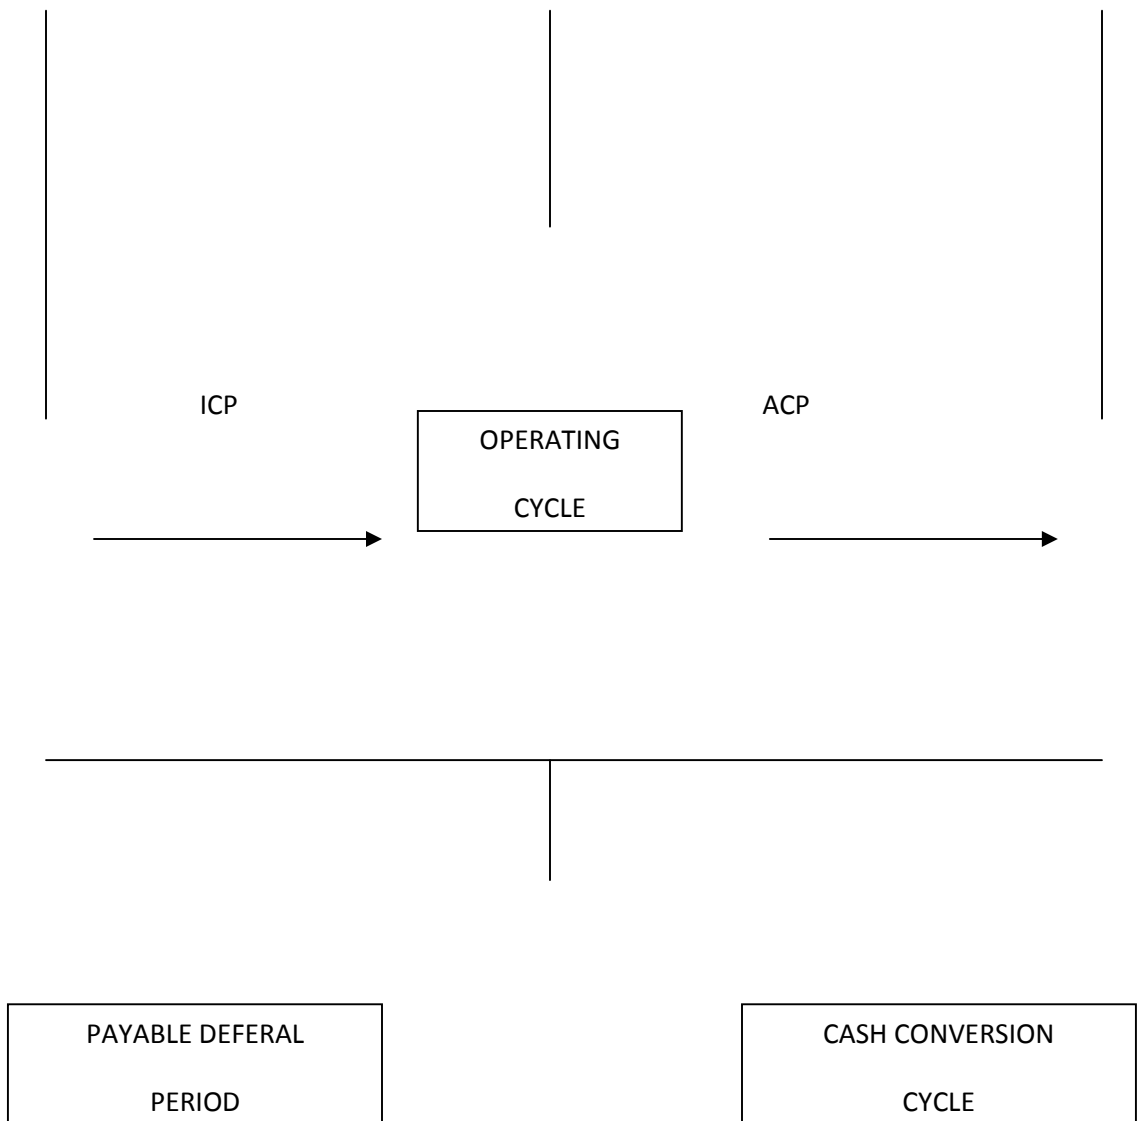 ICP
ACP
OPERATING
CYCLE
PAYABLE DEFERAL
PERIOD
CASH CONVERSION
CYCLE